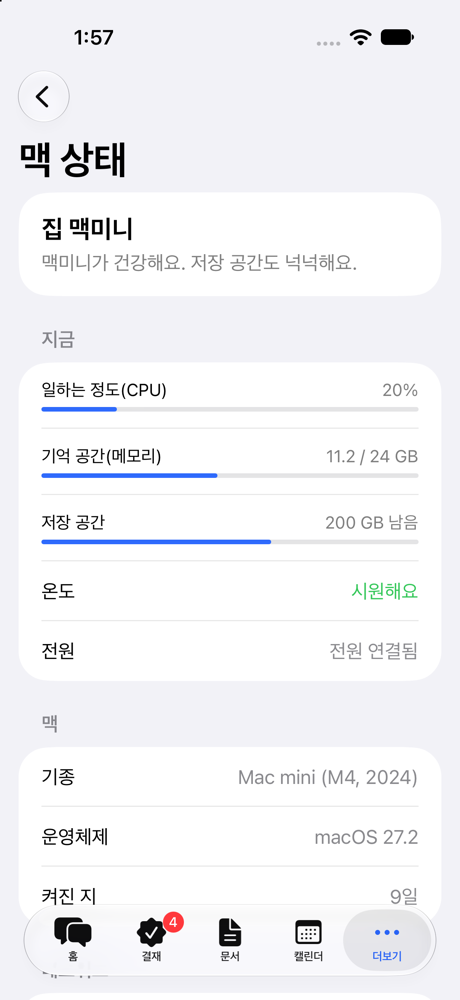 1:57
맥 상태
집 맥미니
맥미니가 건강해요. 저장 공간도 넉넉해요.
지금
일하는 정도(CPU) 20%
기억 공간(메모리) 11.2 / 24 GB
저장 공간 200 GB 남음
온도 시원해요
전원 전원 연결됨
맥
기종 Mac mini (M4, 2024)
운영체제 macOS 27.2
켜진 지 9일
4
홈 결재 문서 캘린더 더보기